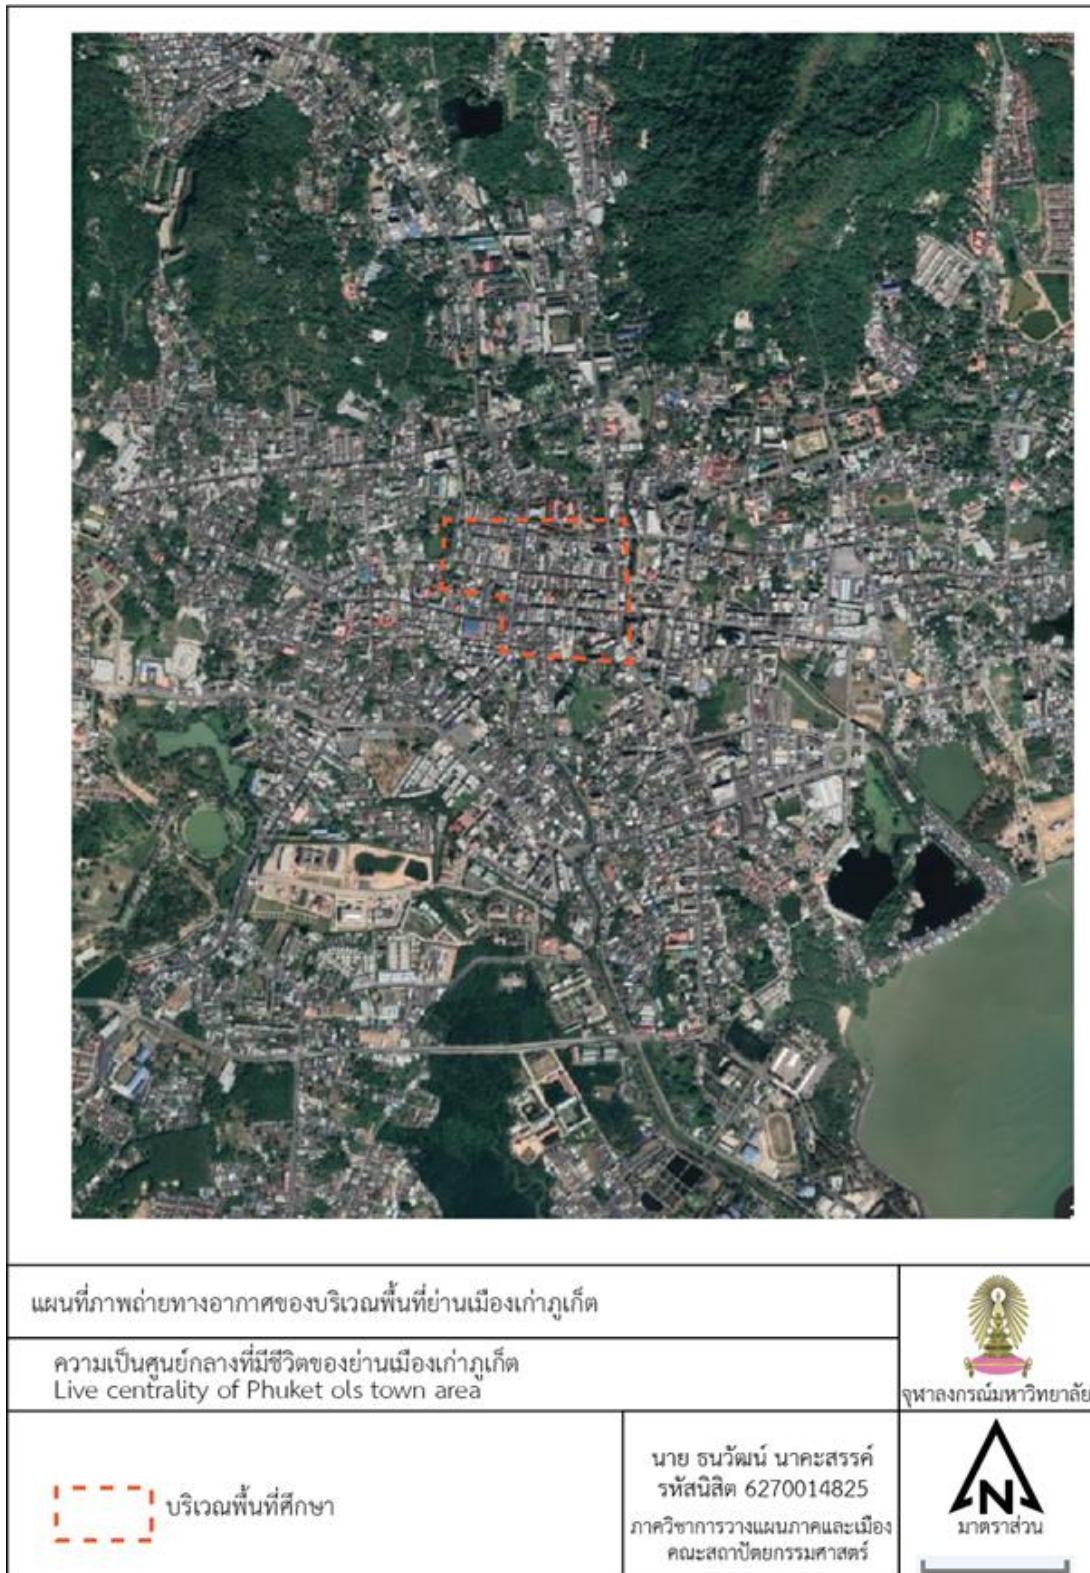 แผนที่ภาพถ่ายทางอากาศของบริเวณพื้นที่ย่านเมืองเก่าภูเก็ต
ความเป็นศูนย์กลางที่มีชีวิตของย่านเมืองเก่าภูเก็ต
Live centrality of Phuket ols town area
จุฬาลงกรณ์มหาวิทยาลัย
บริเวณพื้นที่ศึกษา
นาย ธนวัฒน์ นาคะสรรค์
รหัสนิสิต 6270014825
ภาควิชาการวางแผนภาคและเมือง
คณะสถาปัตยกรรมศาสตร์
N
มาตราส่วน